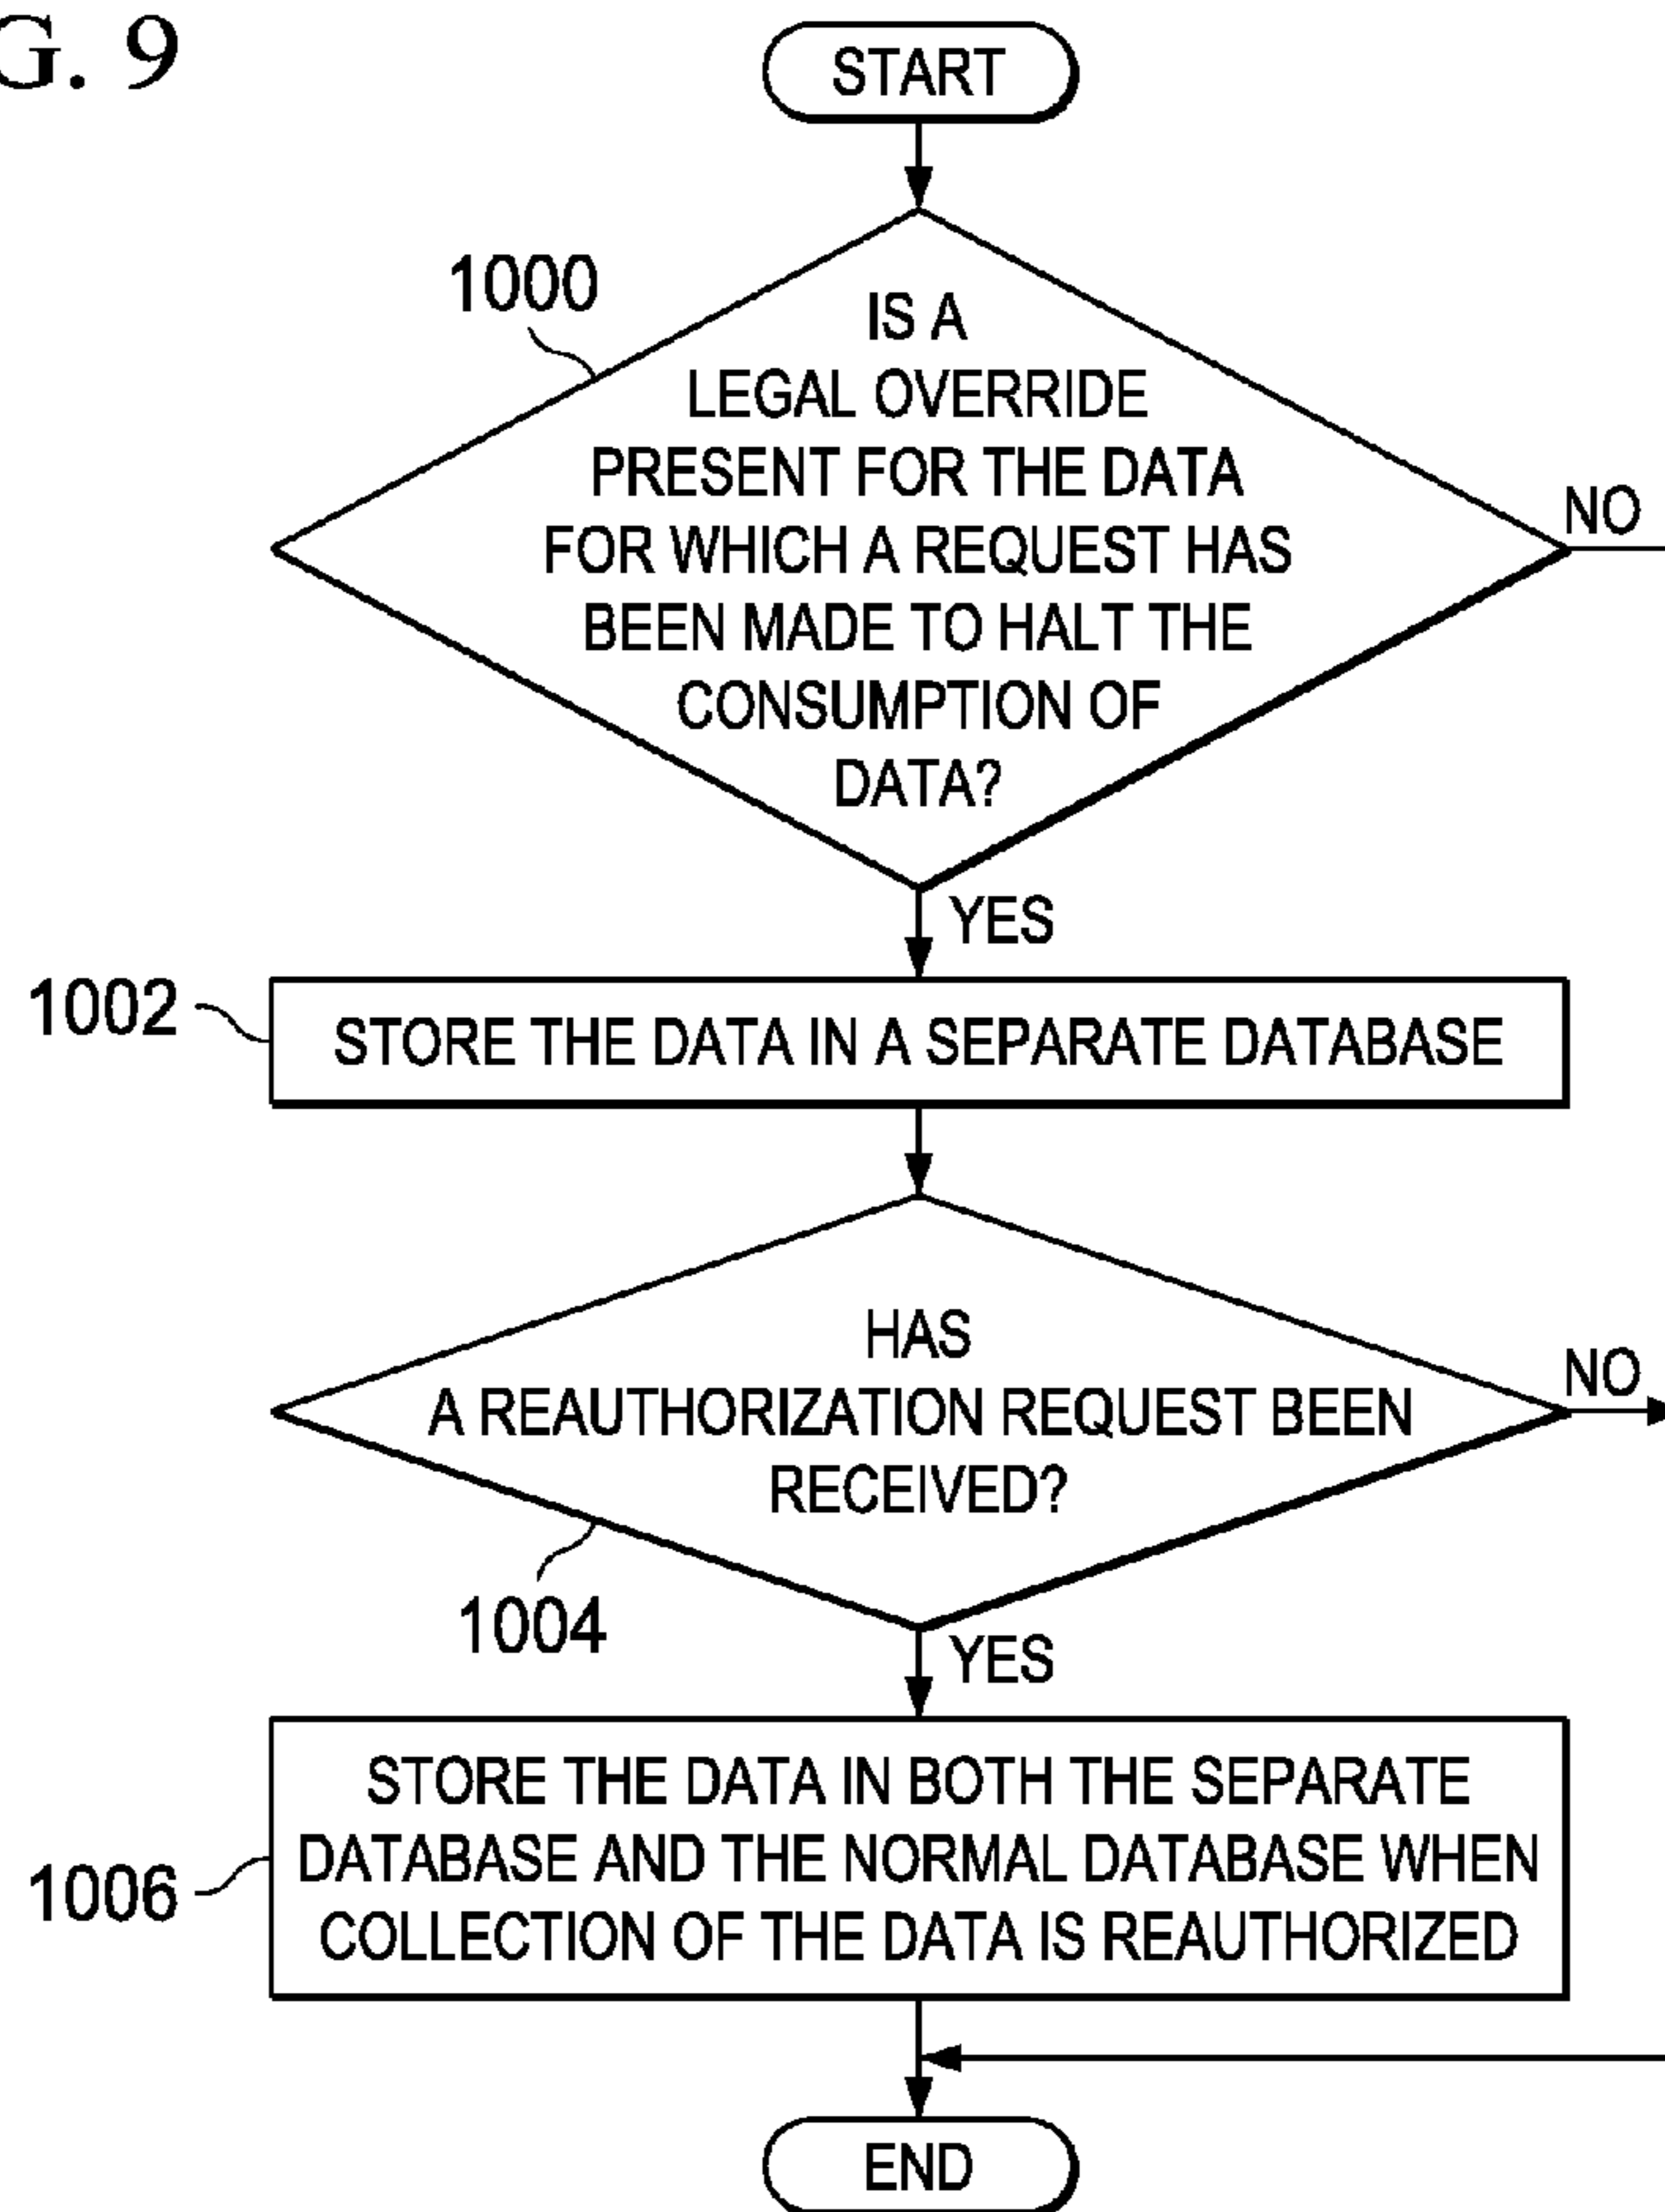 G. 9
START
1000
IS A
LEGAL OVERRIDE
PRESENT FOR THE DATA
FOR WHICH A REQUEST HAS
BEEN MADE TO HALT THE
CONSUMPTION OF
DATA?
NO
YES
1002
STORE THE DATA IN A SEPARATE DATABASE
HAS
A REAUTHORIZATION REQUEST BEEN
RECEIVED?
NO
1004
YES
STORE THE DATA IN BOTH THE SEPARATE
DATABASE AND THE NORMAL DATABASE WHEN
COLLECTION OF THE DATA IS REAUTHORIZED
1006
END